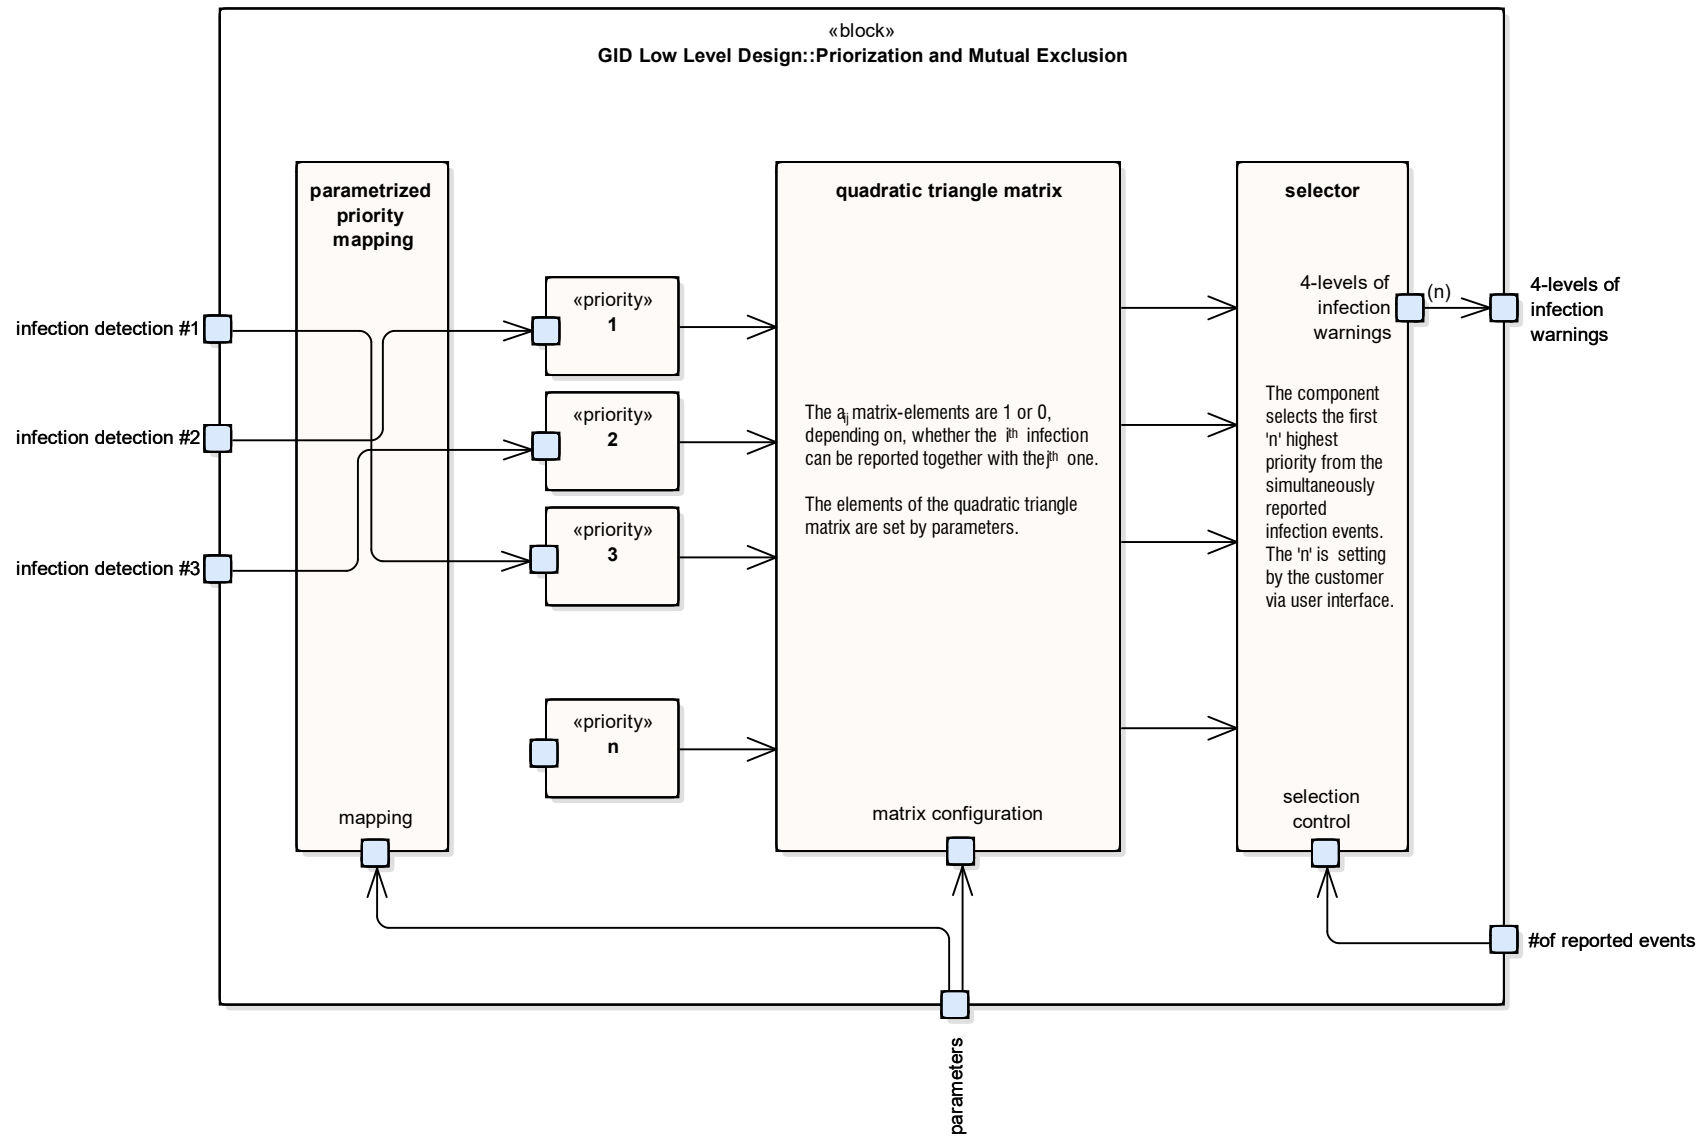 «block»
GID Low Level Design::Priorization and Mutual Exclusion
parametrized
priority
mapping
quadratic triangle matrix
selector
infection detection #1
infection detection #2
infection detection #3
«priority»
1
«priority»
2
«priority»
3
«priority»
n
The aij matrix-elements are 1 or 0,
depending on, whether the ith infection
can be reported together with thejth one.
The elements of the quadratic triangle
matrix are set by parameters.
4-levels of
infection
warnings
(n)
4-levels of
infection
warnings
The component
selects the first
'n' highest
priority from the
simultaneously
reported
infection events.
The 'n' is setting
by the customer
via user interface.
mapping
matrix configuration
selection
control
#of reported events
parameters